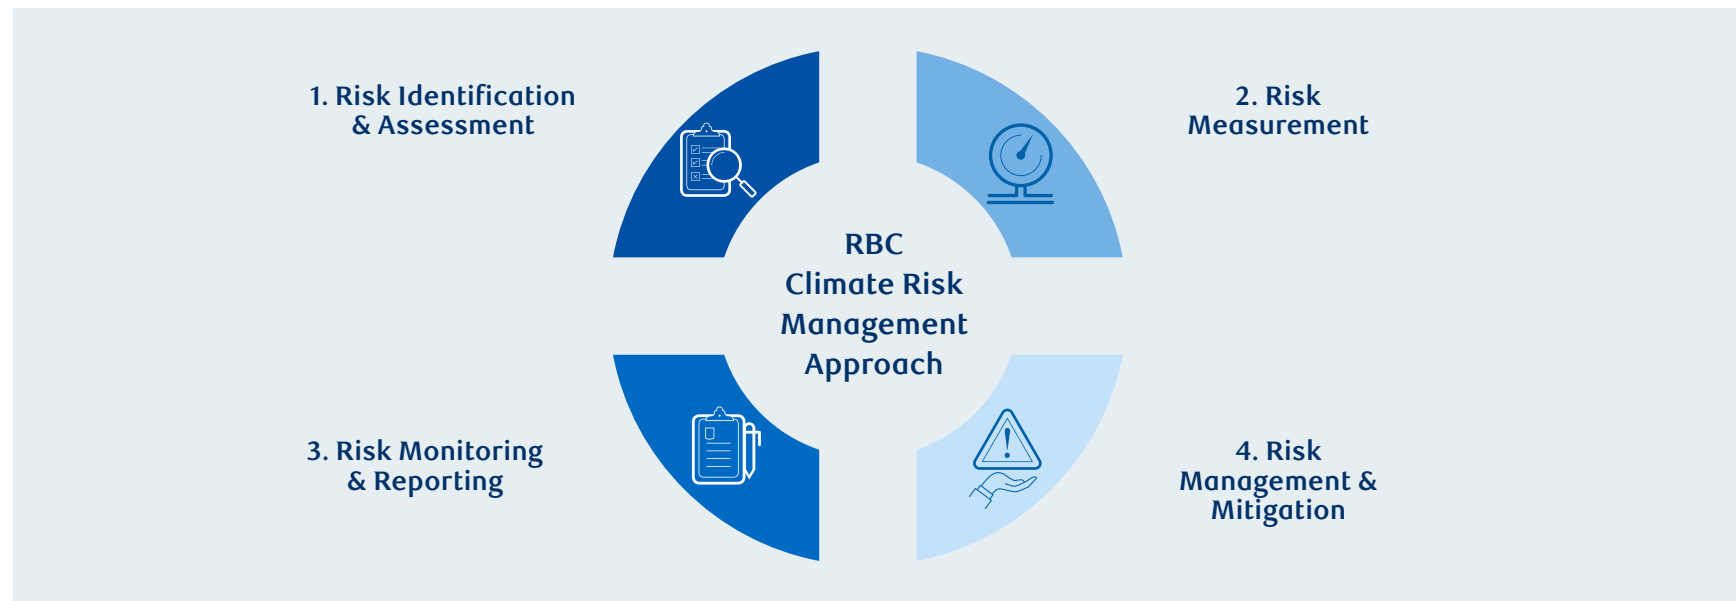 1. Risk Identification
& Assessment
2. Risk
Measurement
RBC
Climate Risk
Management
Approach
3. Risk Monitoring
& Reporting
4. Risk
Management &
Mitigation